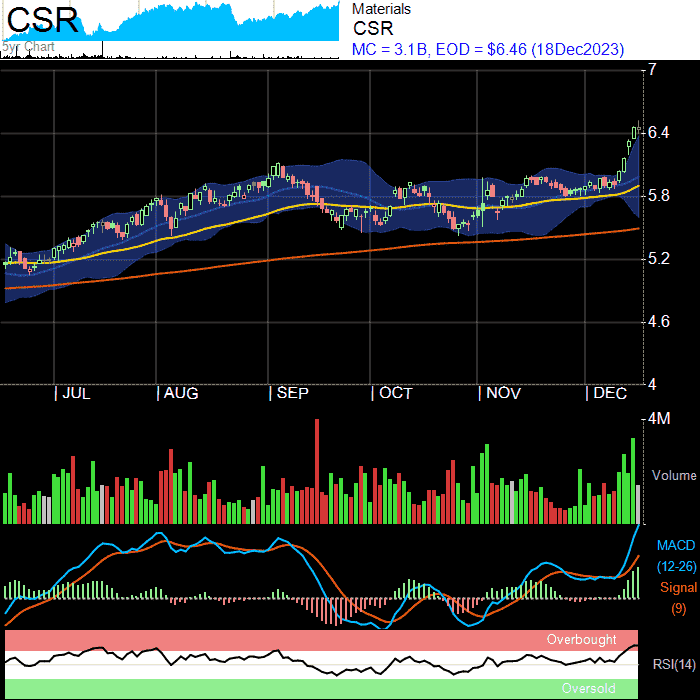 CSR
5yr Chart
Materials
CSR
MC = 3.1B, EOD = $6.46 (18Dec2023)
7
6.4
5.8
5.2
4.6
4
JUL AUG SEP OCT NOV DEC
4M
Volume
MACD
(12-26)
Signal
(9)
Overbought
RSI(14)
Oversold